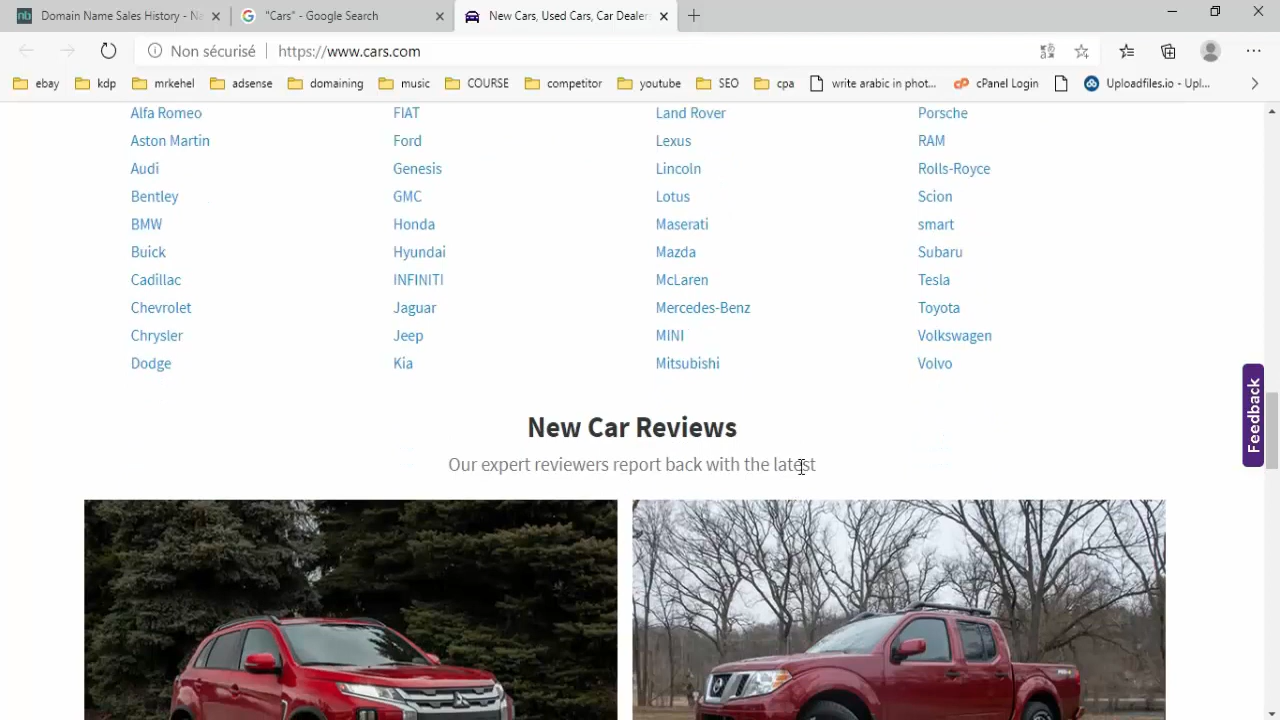 Domain Name Sales History - Na
"Cars" - Google Search
New Cars, Used Cars, Car Dealer
Non sécurisé
https://www.cars.com
ebay
kdp
mrkehel
adsense
domaining
music
COURSE
competitor
youtube
SEO
cpa
write arabic in phot...
cPanel Login
Uploadfiles.io - Upl...
Alfa Romeo
FIAT
Land Rover
Porsche
Aston Martin
Ford
Lexus
RAM
Audi
Genesis
Lincoln
Rolls-Royce
Bentley
GMC
Lotus
Scion
BMW
Honda
Maserati
smart
Buick
Hyundai
Mazda
Subaru
Cadillac
INFINITI
McLaren
Tesla
Chevrolet
Jaguar
Mercedes-Benz
Toyota
Chrysler
Jeep
MINI
Volkswagen
Dodge
Kia
Mitsubishi
Volvo
Feedback
New Car Reviews
Our expert reviewers report back with the latest